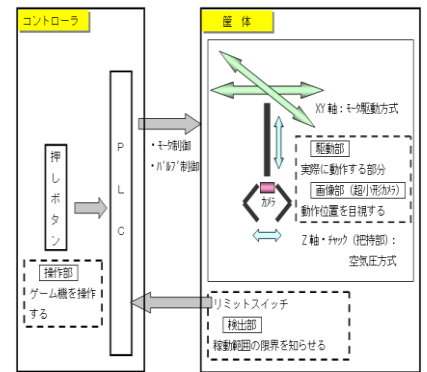 コントローラ
筐 体
押しボタン
PLC
・ﾓｰﾀ制御
・ﾊﾞﾙﾌﾞ制御
操作部
ゲーム機を操作
する
XY 軸：ﾓｰﾀ駆動方式
駆動部
実際に動作する部分
画像部（超小形ｶﾒﾗ）
動作位置を目視する
ｶﾒﾗ
Z 軸・ﾁｬｯｸ（把持部）：
空気圧方式
リミットスイッチ
検出部
稼動範囲の限界を知らせる